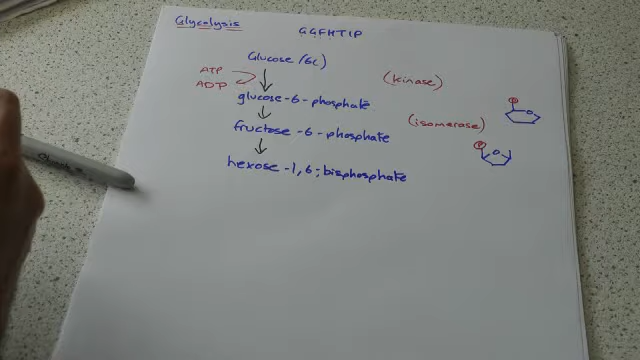 Glycolysis
GGFHTIP
Glucose (6C)
ATP
ADP
(kinase)
glucose-6-phosphate
(isomerase)
fructose-6-phosphate
hexose-1,6;bisphosphate
P
P
O
O